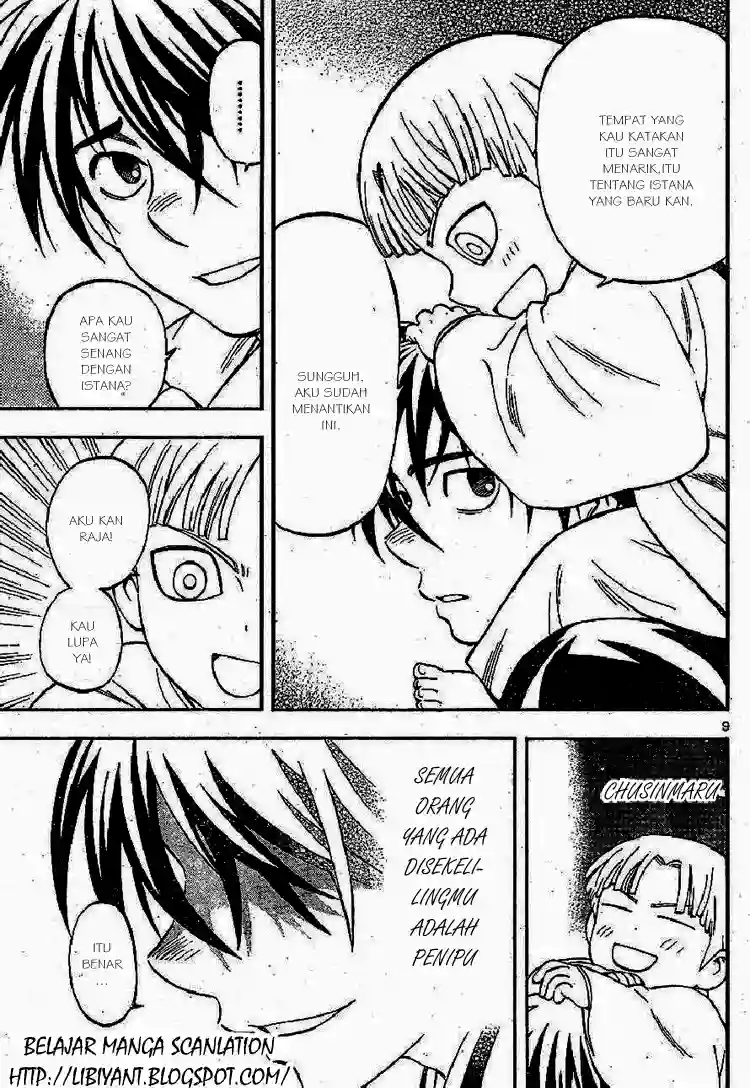 TEMPAT YANG
KAU KATAKAN
ITU SANGAT
MENARIK,ITU
TENTANG ISTANA
YANG BARU KAN.
SUNGGUH,
AKU SUDAH
MENANTIKAN
INI.
.........
APA KAU
SANGAT
SENANG
DENGAN
ISTANA?
AKU KAN
RAJA!
KAU
LUPA
YA!
9
CHUSINMARU-
SEMUA
ORANG
YANG ADA
DISEKELI-
LINGMU
ADALAH
PENIPU
ITU
BENAR
...
BELAJAR MANGA SCANLATION
HTTP://LIBIYANT.BLOGSPOT.COM/